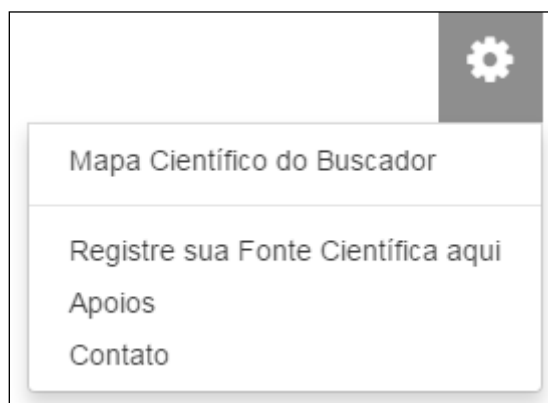 Mapa Científico do Buscador
Registre sua Fonte Científica aqui
Apoios
Contato